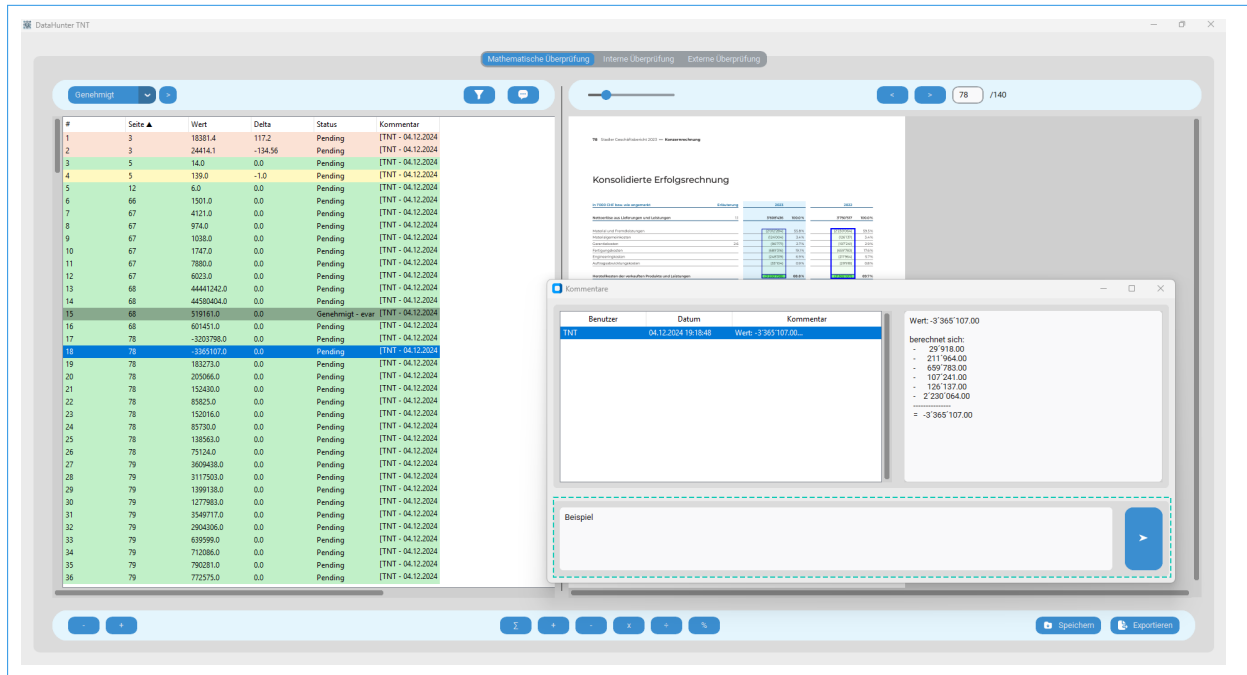 DataHunter TNT
Mathematische Überprüfung Interne Überprüfung Externe Überprüfung
Genehmigt >
< > 78 /140
# Seite ▲ Wert Delta Status Kommentar
1 3 18381.4 117.2 Pending [TNT - 04.12.2024
2 3 24414.1 -134.56 Pending [TNT - 04.12.2024
3 5 14.0 0.0 Pending [TNT - 04.12.2024
4 5 139.0 -1.0 Pending [TNT - 04.12.2024
5 12 6.0 0.0 Pending [TNT - 04.12.2024
6 66 1501.0 0.0 Pending [TNT - 04.12.2024
7 67 4121.0 0.0 Pending [TNT - 04.12.2024
8 67 974.0 0.0 Pending [TNT - 04.12.2024
9 67 1038.0 0.0 Pending [TNT - 04.12.2024
10 67 1747.0 0.0 Pending [TNT - 04.12.2024
11 67 7880.0 0.0 Pending [TNT - 04.12.2024
12 67 6023.0 0.0 Pending [TNT - 04.12.2024
13 68 44441242.0 0.0 Pending [TNT - 04.12.2024
14 68 44580404.0 0.0 Pending [TNT - 04.12.2024
15 68 519161.0 0.0 Genehmigt - evar [TNT - 04.12.2024
16 68 601451.0 0.0 Pending [TNT - 04.12.2024
17 78 -3203798.0 0.0 Pending [TNT - 04.12.2024
18 78 -3365107.0 0.0 Pending [TNT - 04.12.2024
19 78 183273.0 0.0 Pending [TNT - 04.12.2024
20 78 205066.0 0.0 Pending [TNT - 04.12.2024
21 78 152430.0 0.0 Pending [TNT - 04.12.2024
22 78 85825.0 0.0 Pending [TNT - 04.12.2024
23 78 152016.0 0.0 Pending [TNT - 04.12.2024
24 78 85730.0 0.0 Pending [TNT - 04.12.2024
25 78 138563.0 0.0 Pending [TNT - 04.12.2024
26 78 75124.0 0.0 Pending [TNT - 04.12.2024
27 79 3609438.0 0.0 Pending [TNT - 04.12.2024
28 79 3117503.0 0.0 Pending [TNT - 04.12.2024
29 79 1399138.0 0.0 Pending [TNT - 04.12.2024
30 79 1277983.0 0.0 Pending [TNT - 04.12.2024
31 79 3549717.0 0.0 Pending [TNT - 04.12.2024
32 79 2904306.0 0.0 Pending [TNT - 04.12.2024
33 79 639599.0 0.0 Pending [TNT - 04.12.2024
34 79 712086.0 0.0 Pending [TNT - 04.12.2024
35 79 790281.0 0.0 Pending [TNT - 04.12.2024
36 79 772575.0 0.0 Pending [TNT - 04.12.2024
78 Stadler Geschäftsbericht 2023 — Konzernrechnung
Konsolidierte Erfolgsrechnung
2023 2022
Nettoerlöse aus Lieferungen und Leistungen 100.0% 100.0%
Herstellkosten der verkauften Produkte und Leistungen
Kommentare
Benutzer Datum Kommentar
TNT 04.12.2024 19:18:48 Wert: -3'365'107.00...
Wert: -3'365'107.00
berechnet sich:
- 29'918.00
- 211'964.00
- 659'783.00
- 107'241.00
- 126'137.00
- 2'230'064.00
----------------
= -3'365'107.00
Beispiel
- +
Σ + - x ÷ %
Speichern Exportieren